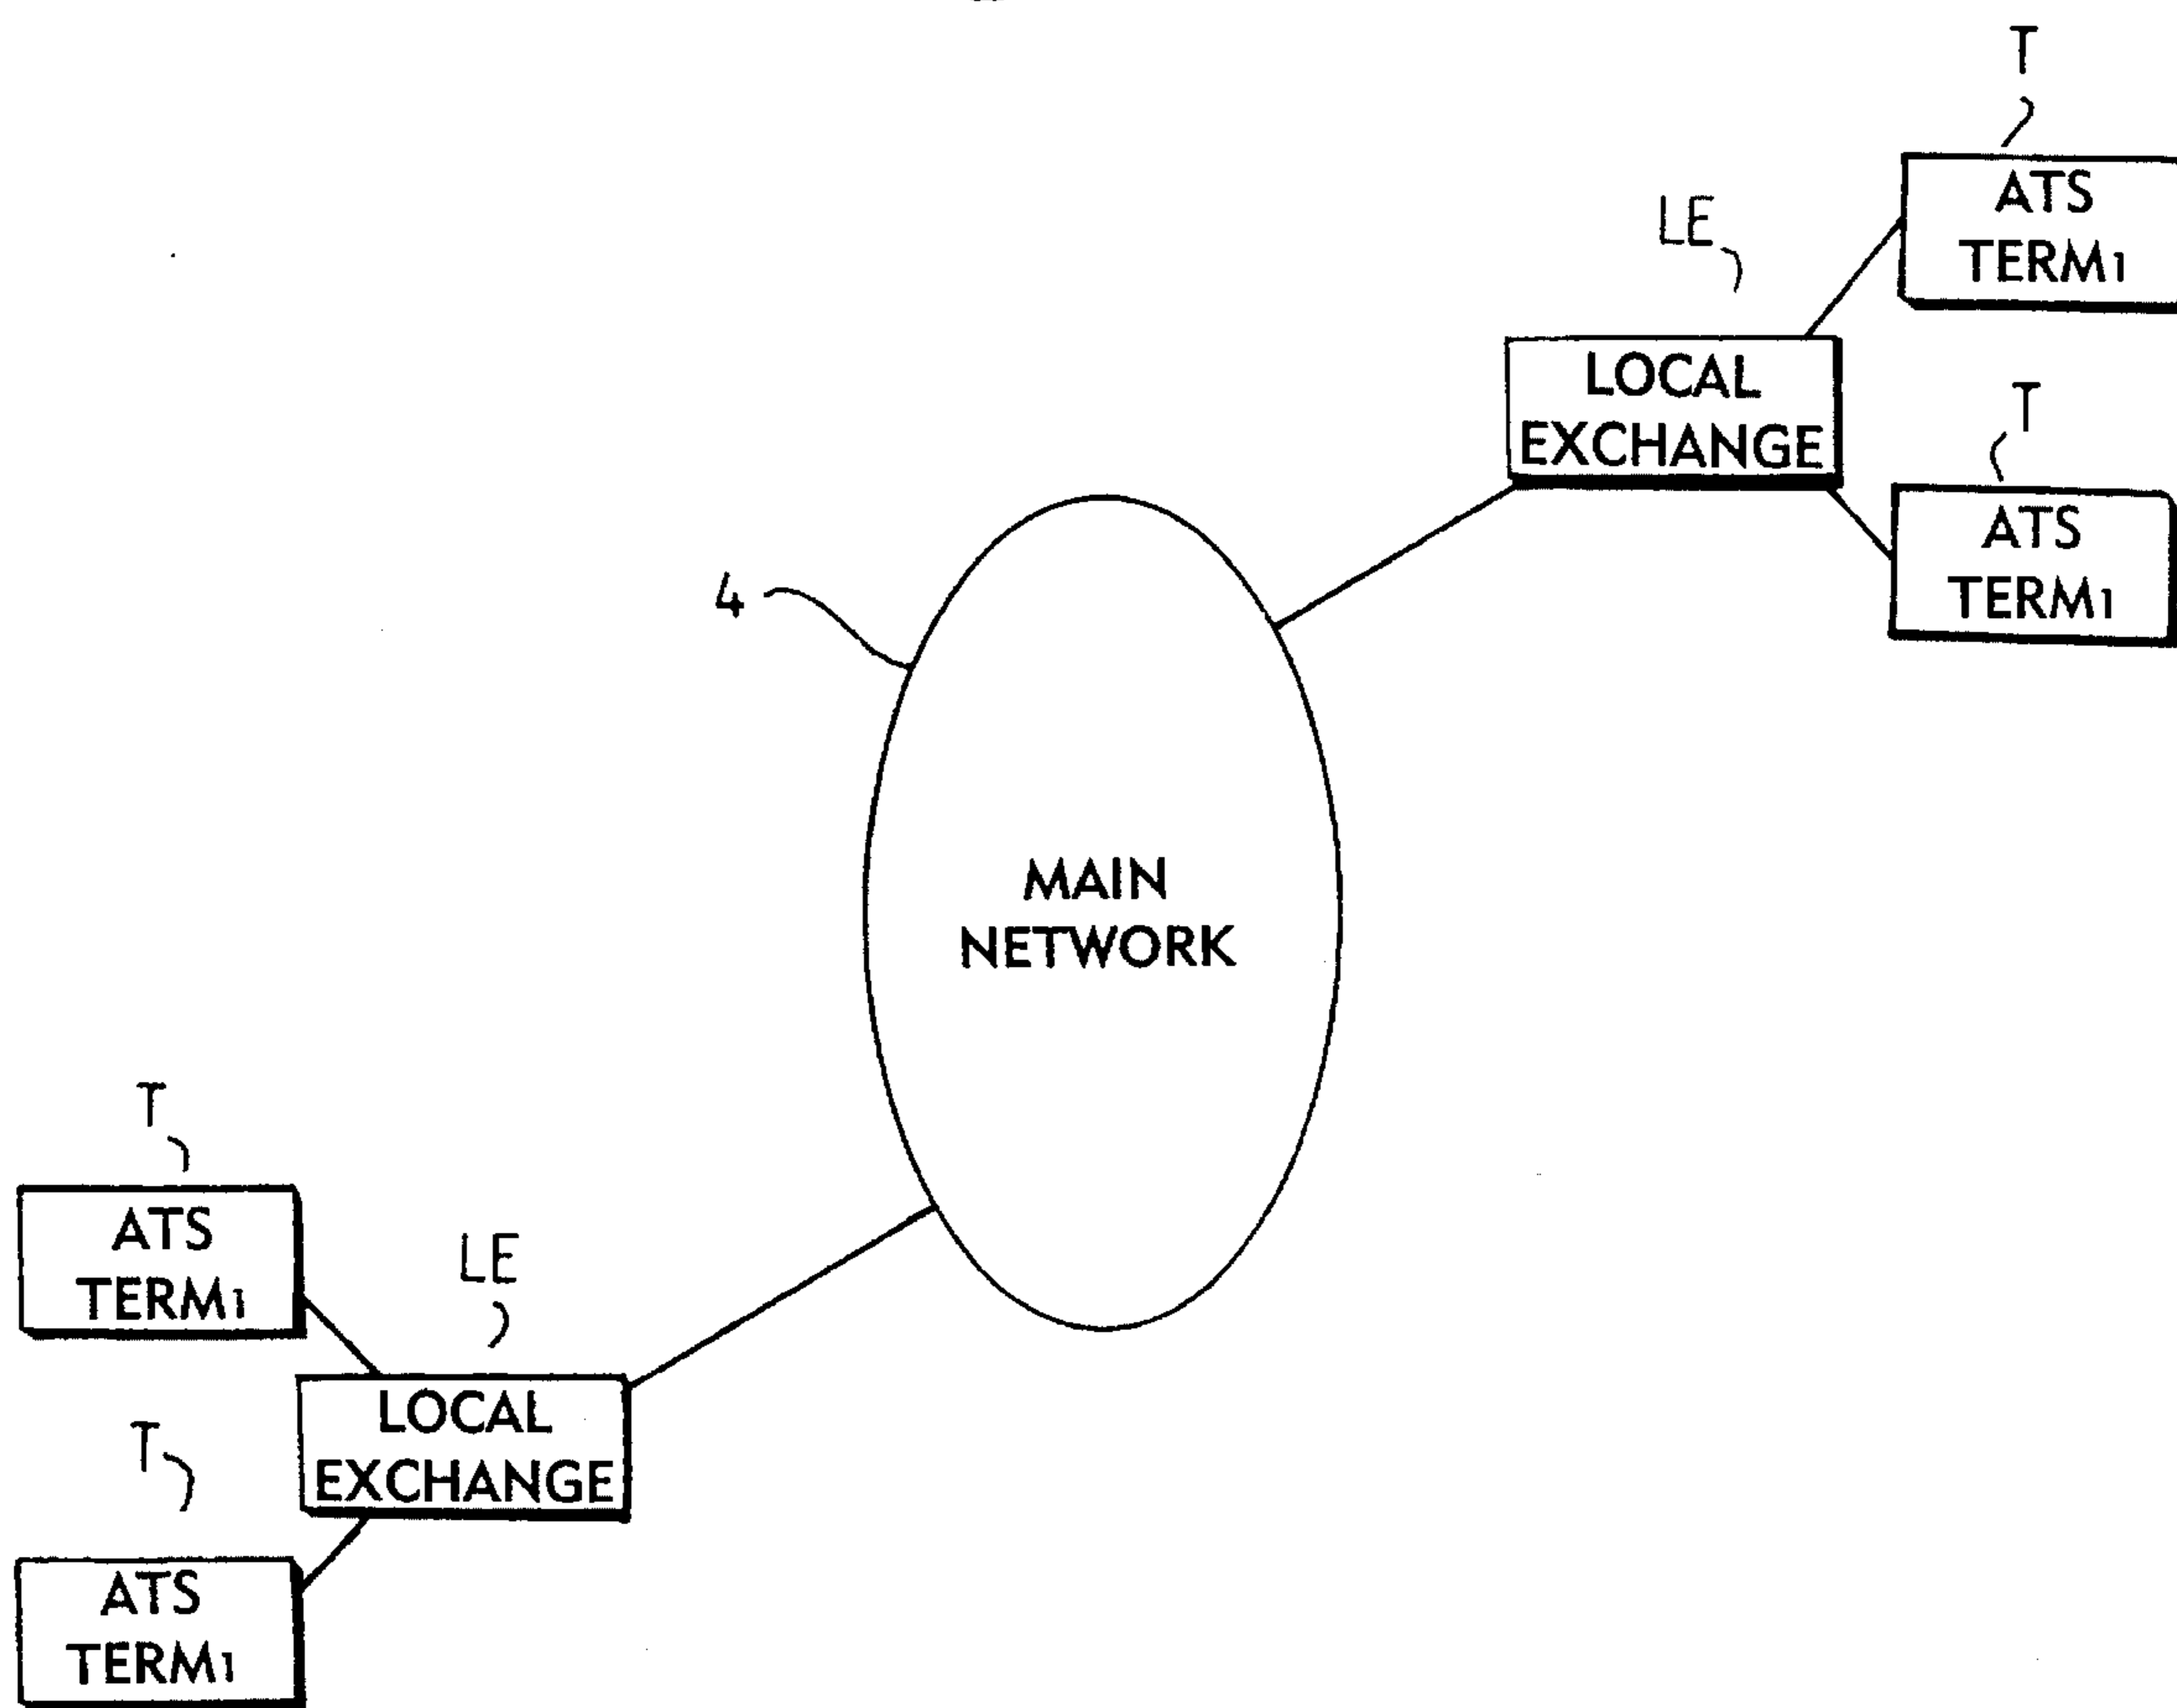 T
ATS
TERM1
LE
LOCAL
EXCHANGE
T
ATS
TERM1
4
MAIN
NETWORK
T
ATS
TERM1
LE
LOCAL
EXCHANGE
T
ATS
TERM1